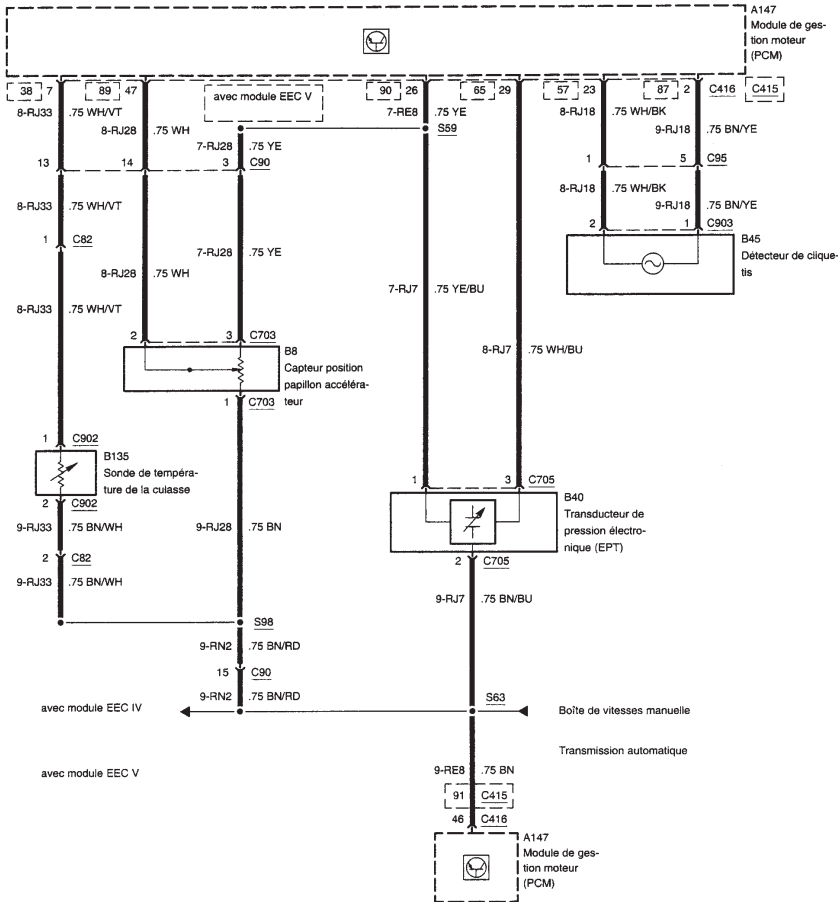 A147
Module de ges-
tion moteur
(PCM)
38 7 89 47 avec module EEC V 90 26 65 29 57 23 87 2 C416 C415
8-RJ33 .75 WH/VT
8-RJ28 .75 WH
7-RJ28 .75 YE
7-RE8 .75 YE
S59
8-RJ18 .75 WH/BK
9-RJ18 .75 BN/YE
13 14 3 C90
1 5 C95
8-RJ33 .75 WH/VT
8-RJ18 .75 WH/BK
9-RJ18 .75 BN/YE
1 C82
2 1 C903
B45
Détecteur de clique-
tis
7-RJ28 .75 YE
8-RJ28 .75 WH
7-RJ7 .75 YE/BU
8-RJ33 .75 WH/VT
2 3 C703
8-RJ7 .75 WH/BU
B8
Capteur position
papillon accéléra-
teur
1 C703
1 C902
B135
Sonde de tempéra-
ture de la culasse
2 C902
1 3 C705
B40
Transducteur de
pression électro-
nique (EPT)
9-RJ33 .75 BN/WH
9-RJ28 .75 BN
2 C82
2 C705
9-RJ33 .75 BN/WH
9-RJ7 .75 BN/BU
S98
9-RN2 .75 BN/RD
15 C90
9-RN2 .75 BN/RD
S63
avec module EEC IV
Boîte de vitesses manuelle
Transmission automatique
avec module EEC V
9-RE8 .75 BN
91 C415
46 C416
A147
Module de ges-
tion moteur
(PCM)